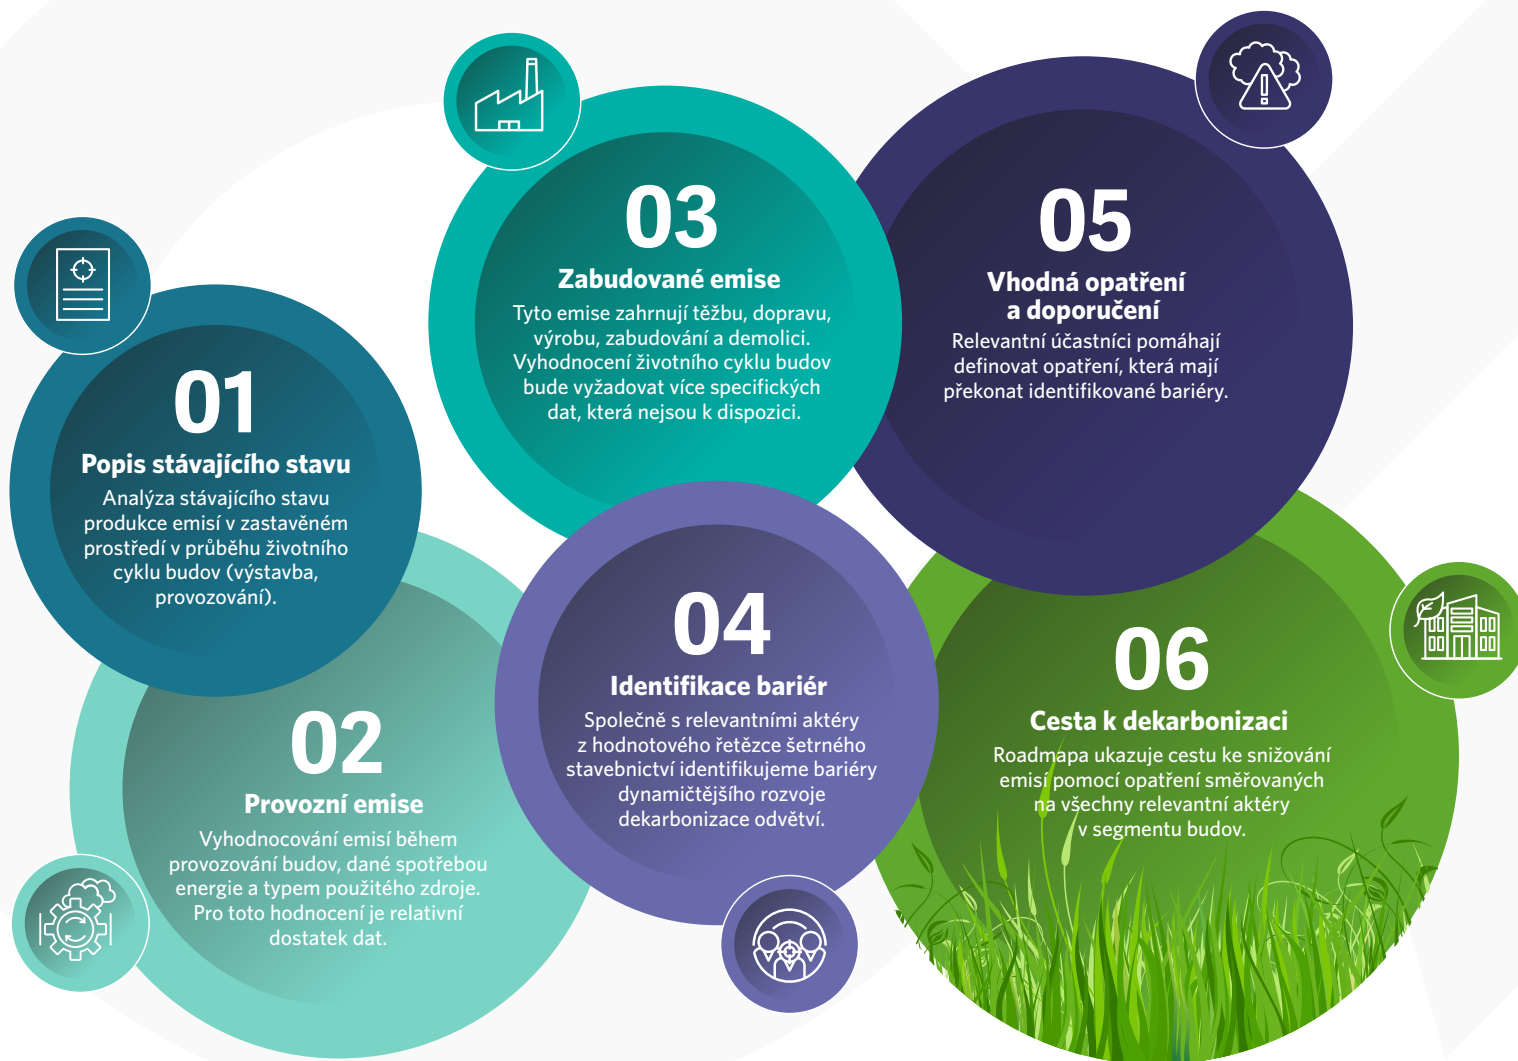 01
Popis stávajícího stavu
Analýza stávajícího stavu
produkce emisí v zastavěném
prostředí v průběhu životního
cyklu budov (výstavba,
provozování).
02
Provozní emise
Vyhodnocování emisí během
provozování budov, dané spotřebou
energie a typem použitého zdroje.
Pro toto hodnocení je relativní
dostatek dat.
03
Zabudované emise
Tyto emise zahrnují těžbu, dopravu,
výrobu, zabudování a demolici.
Vyhodnocení životního cyklu budov
bude vyžadovat více specifických
dat, která nejsou k dispozici.
04
Identifikace bariér
Společně s relevantními aktéry
z hodnotového řetězce šetrného
stavebnictví identifikujeme bariéry
dynamičtějšího rozvoje
dekarbonizace odvětví.
05
Vhodná opatření
a doporučení
Relevantní účastníci pomáhají
definovat opatření, která mají
překonat identifikované bariéry.
06
Cesta k dekarbonizaci
Roadmapa ukazuje cestu ke snižování
emisí pomocí opatření směřovaných
na všechny relevantní aktéry
v segmentu budov.